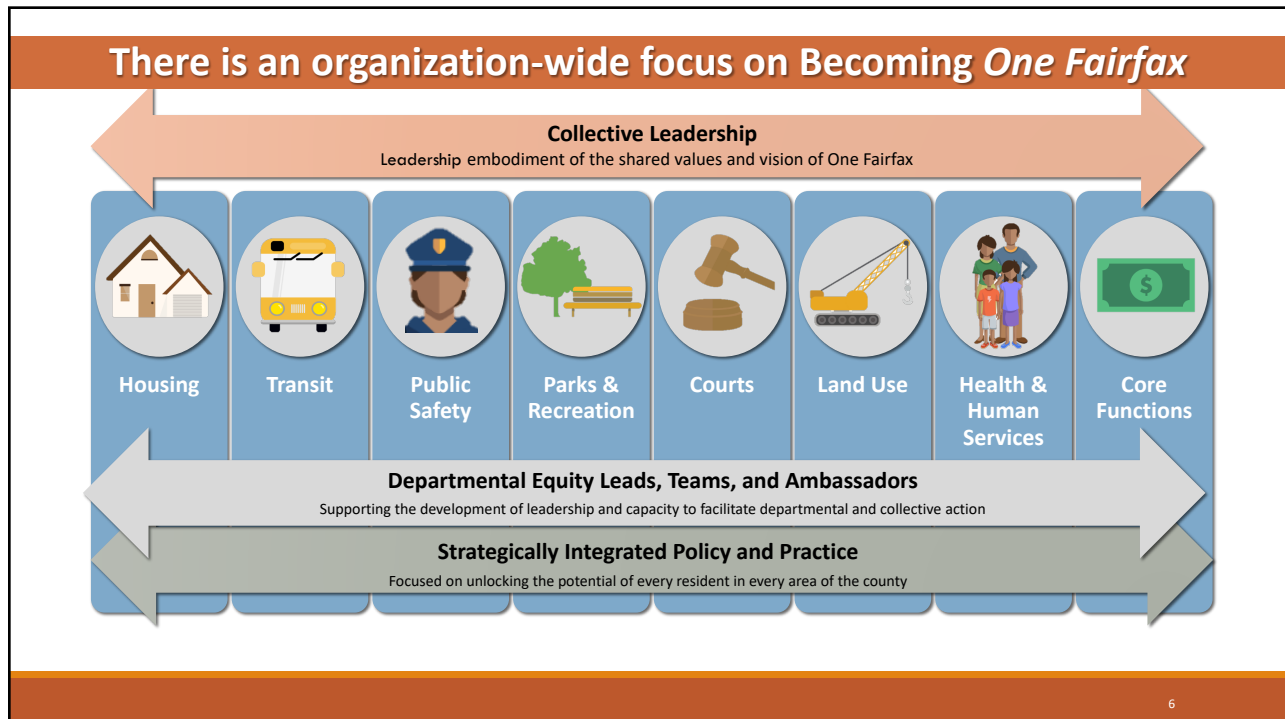 There is an organization-wide focus on Becoming One Fairfax
Collective Leadership
Leadership embodiment of the shared values and vision of One Fairfax
Housing
Transit
Public
Safety
Parks &
Recreation
Courts
Land Use
Health &
Human
Services
Core
Functions
$
Departmental Equity Leads, Teams, and Ambassadors
Supporting the development of leadership and capacity to facilitate departmental and collective action
Strategically Integrated Policy and Practice
Focused on unlocking the potential of every resident in every area of the county
6